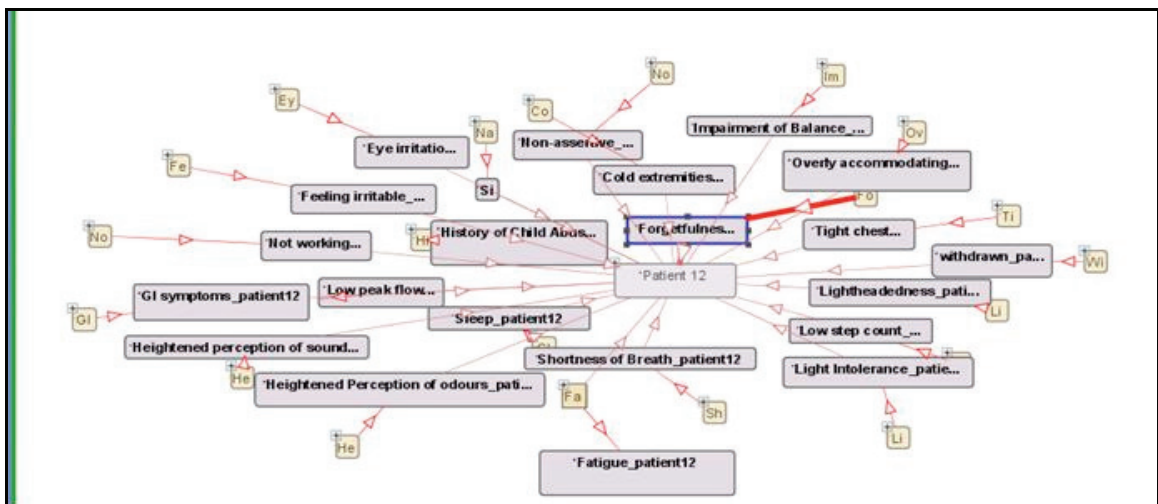 No
Im
Ey
Co
Na
Ov
'Impairment of Balance_...
'Non-assertive_...
'Eye irritatio...
'Overly accommodating...
Fe
'Cold extremities...
Si
'Feeling irritable_...
Fo
Ti
'History of Child Abus...
'Forgetfulnes...
'Tight chest...
No
'Not working...
'withdrawn_pa...
Wi
'Patient 12
'GI symptoms_patient12
'Low peak flow...
'Lightheadedness_pati...
Li
GI
'Sleep_patient12
'Low step count_...
'Heightened perception of sound...
'Shortness of Breath_patient12
'Light Intolerance_patie...
He
'Heightened Perception of odours_pati...
Fa
Sh
He
Li
'Fatigue_patient12